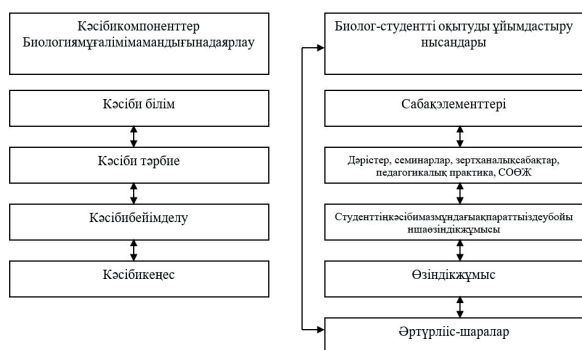 Кәсібикомпоненттер
Биологиямұғалімімамандығынадаярлау
Кәсіби білім
Кәсіби тәрбие
Кәсібибейімделу
Кәсібикеңес
Биолог-студентті оқытуды ұйымдастыру
нысандары
Сабақэлементтері
Дәрістер, семинарлар, зертханалықсабақтар,
педагогикалық практика, СОӨЖ
Студенттіңкәсібимазмұндағыақпараттыіздеубойы
ншаөзіндікжұмысы
Өзіндікжұмыс
Әртүрлііс-шаралар